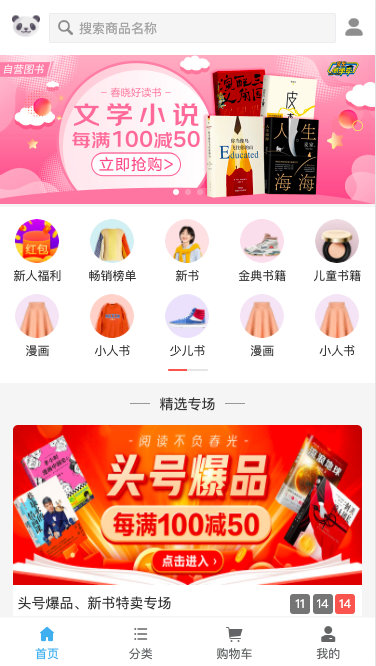 搜索商品名称
自营图书
春晓好读书
文学小说
每满100减50
立即抢购>
Educated
人生
海海
红包
新人福利
畅销榜单
新书
金典书籍
儿童书籍
漫画
小人书
少儿书
漫画
小人书
精选专场
阅读不负春光
头号爆品
每满100减50
点击进入
头号爆品、新书特卖专场
11 14 14
首页
分类
购物车
我的